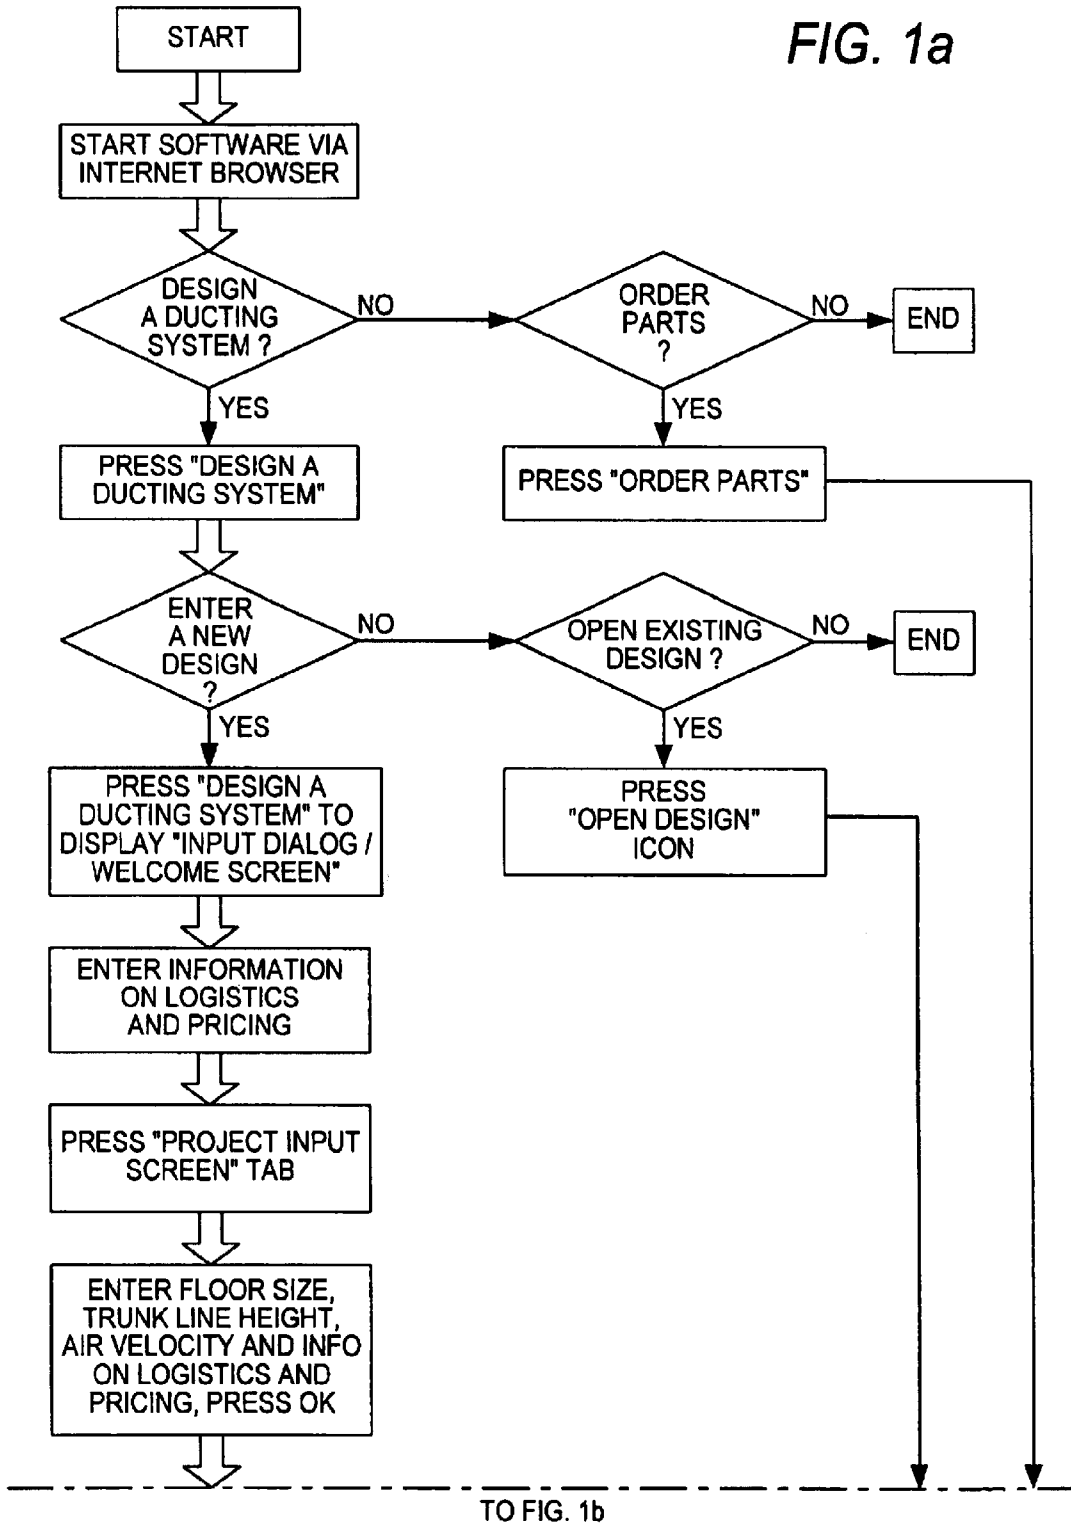 FIG. 1a
START
START SOFTWARE VIA
INTERNET BROWSER
DESIGN
A DUCTING
SYSTEM ?
NO
ORDER
PARTS
?
NO
END
YES
YES
PRESS "DESIGN A
DUCTING SYSTEM"
PRESS "ORDER PARTS"
ENTER
A NEW
DESIGN
?
NO
OPEN EXISTING
DESIGN ?
NO
END
YES
YES
PRESS "DESIGN A
DUCTING SYSTEM" TO
DISPLAY "INPUT DIALOG /
WELCOME SCREEN"
PRESS
"OPEN DESIGN"
ICON
ENTER INFORMATION
ON LOGISTICS
AND PRICING
PRESS "PROJECT INPUT
SCREEN" TAB
ENTER FLOOR SIZE,
TRUNK LINE HEIGHT,
AIR VELOCITY AND INFO
ON LOGISTICS AND
PRICING, PRESS OK
TO FIG. 1b